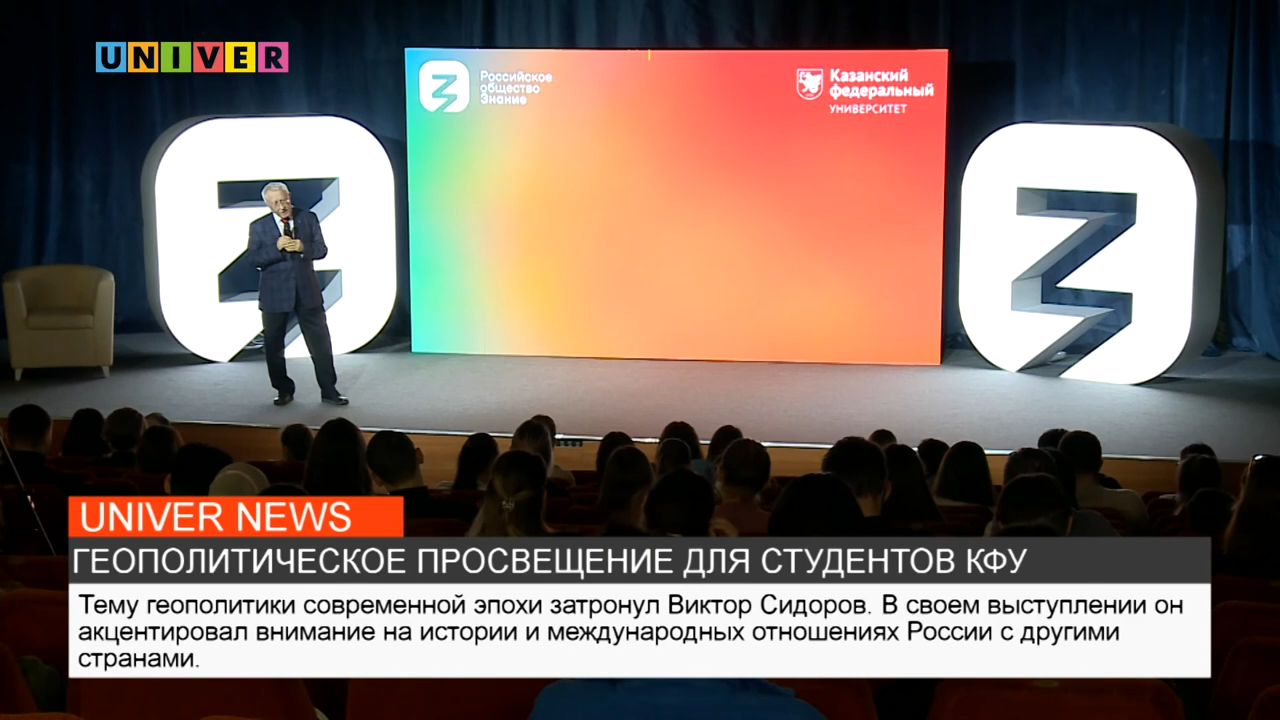 UNIVER
Российское
общество
Знание
Казанский
федеральный
УНИВЕРСИТЕТ
UNIVER NEWS
ГЕОПОЛИТИЧЕСКОЕ ПРОСВЕЩЕНИЕ ДЛЯ СТУДЕНТОВ КФУ
Тему геополитики современной эпохи затронул Виктор Сидоров. В своем выступлении он
акцентировал внимание на истории и международных отношениях России с другими
странами.